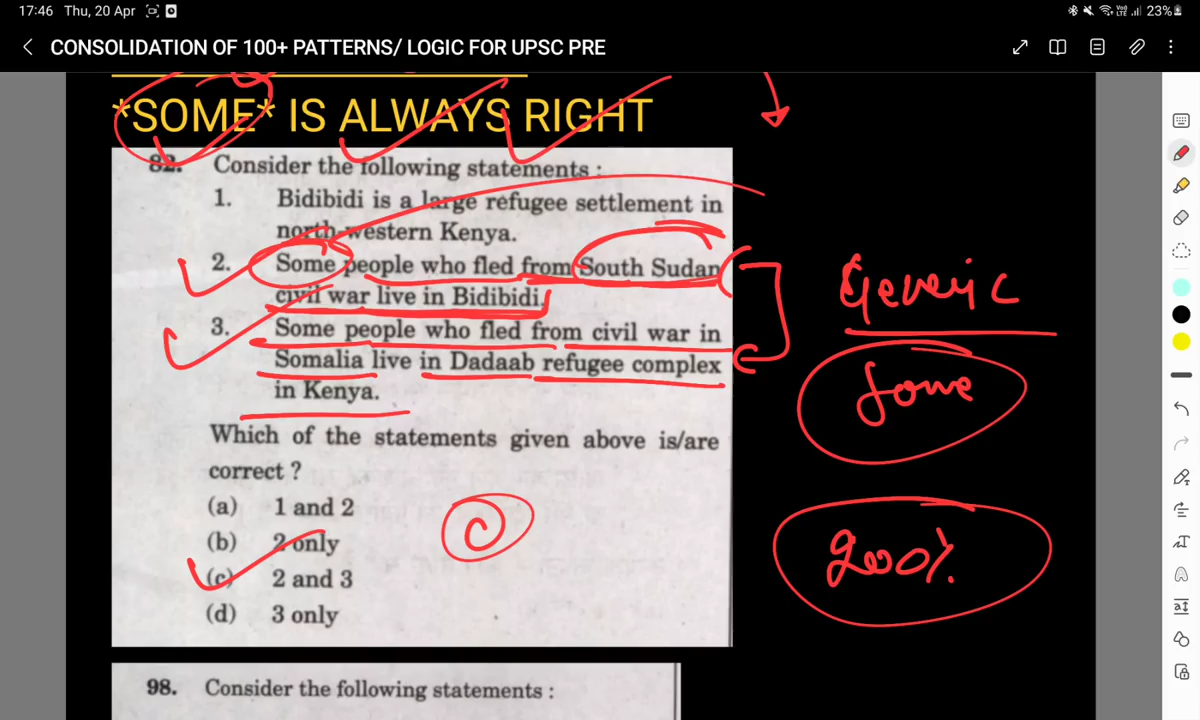 17:46 Thu, 20 Apr
23%
CONSOLIDATION OF 100+ PATTERNS/ LOGIC FOR UPSC PRE
*SOME* IS ALWAYS RIGHT
82. Consider the following statements :
1. Bidibidi is a large refugee settlement in
north-western Kenya.
2. Some people who fled from South Sudan
civil war live in Bidibidi.
3. Some people who fled from civil war in
Somalia live in Dadaab refugee complex
in Kenya.
Which of the statements given above is/are
correct ?
(a) 1 and 2
(b) 2 only
(c) 2 and 3
(d) 3 only
C
Generic
Some
200%
98. Consider the following statements :